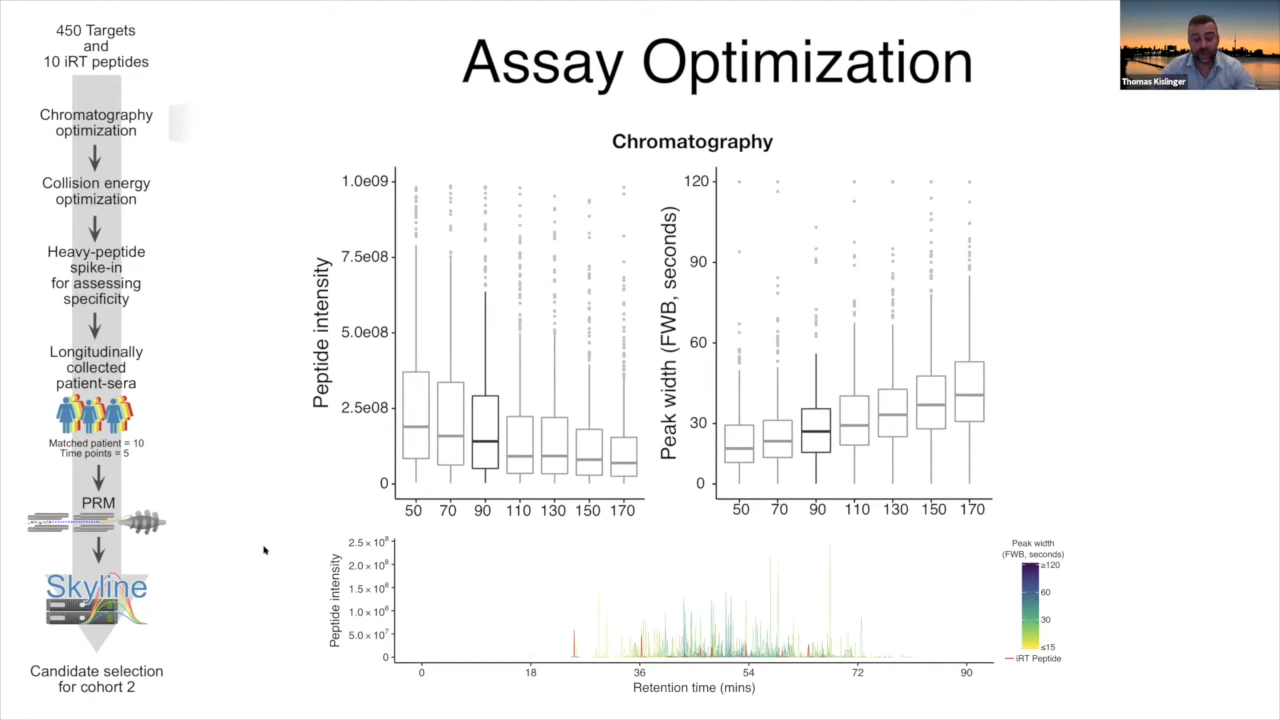 450 Targets
and
10 iRT peptides
Chromatography
optimization
Collision energy
optimization
Heavy-peptide
spike-in
for assessing
specificity
Longitudinally
collected
patient-sera
Matched patient = 10
Time points = 5
PRM
Skyline
Candidate selection
for cohort 2
Assay Optimization
Thomas Kislinger
Chromatography
Peptide intensity
1.0e09
7.5e08
5.0e08
2.5e08
0
50 70 90 110 130 150 170
Peak width (FWB, seconds)
120
90
60
30
0
50 70 90 110 130 150 170
Peptide intensity
2.5 × 10⁸
2.0 × 10⁸
1.5 × 10⁸
1.0 × 10⁸
5.0 × 10⁷
0
0 18 36 54 72 90
Retention time (mins)
Peak width
(FWB, seconds)
≥120
60
30
≤15
iRT Peptide